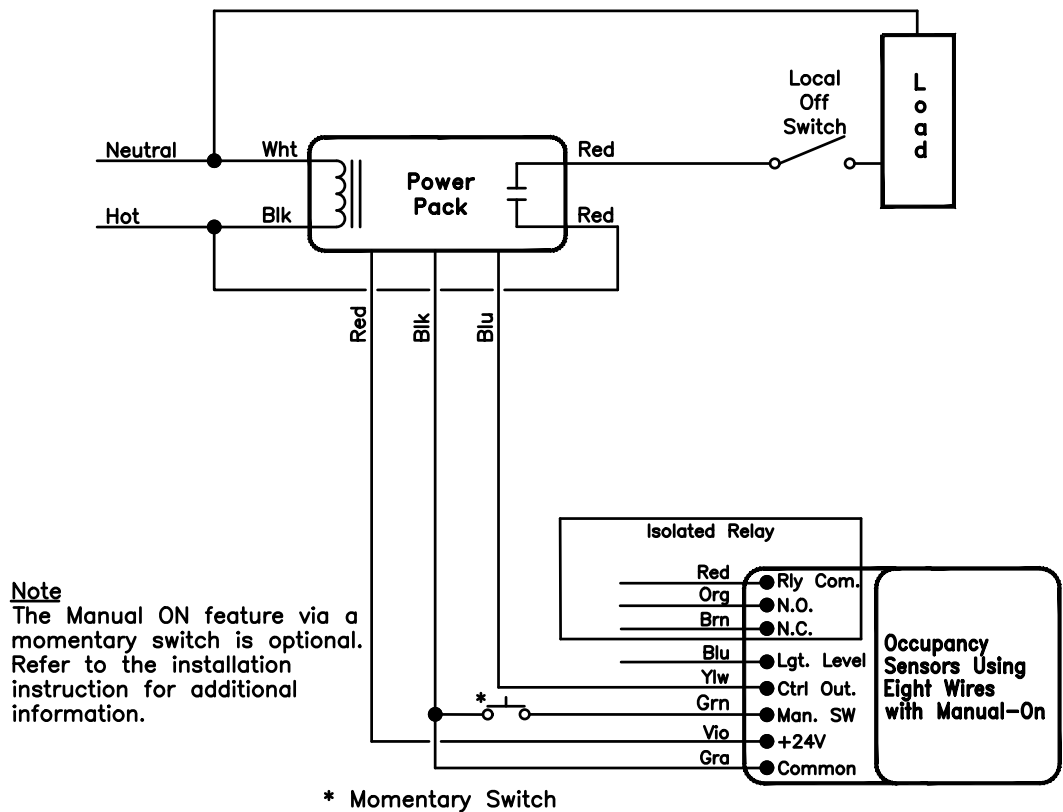 Local
Off
Switch
Load
Neutral
Wht
Power
Pack
Red
Hot
Blk
Red
Red
Blk
Blu
Isolated Relay
Red
Rly Com.
Org
N.O.
Brn
N.C.
Blu
Lgt. Level
Ylw
Ctrl Out.
*
Grn
Man. SW
Vio
+24V
Gra
Common
Occupancy
Sensors Using
Eight Wires
with Manual-On
Note
The Manual ON feature via a
momentary switch is optional.
Refer to the installation
instruction for additional
information.
* Momentary Switch